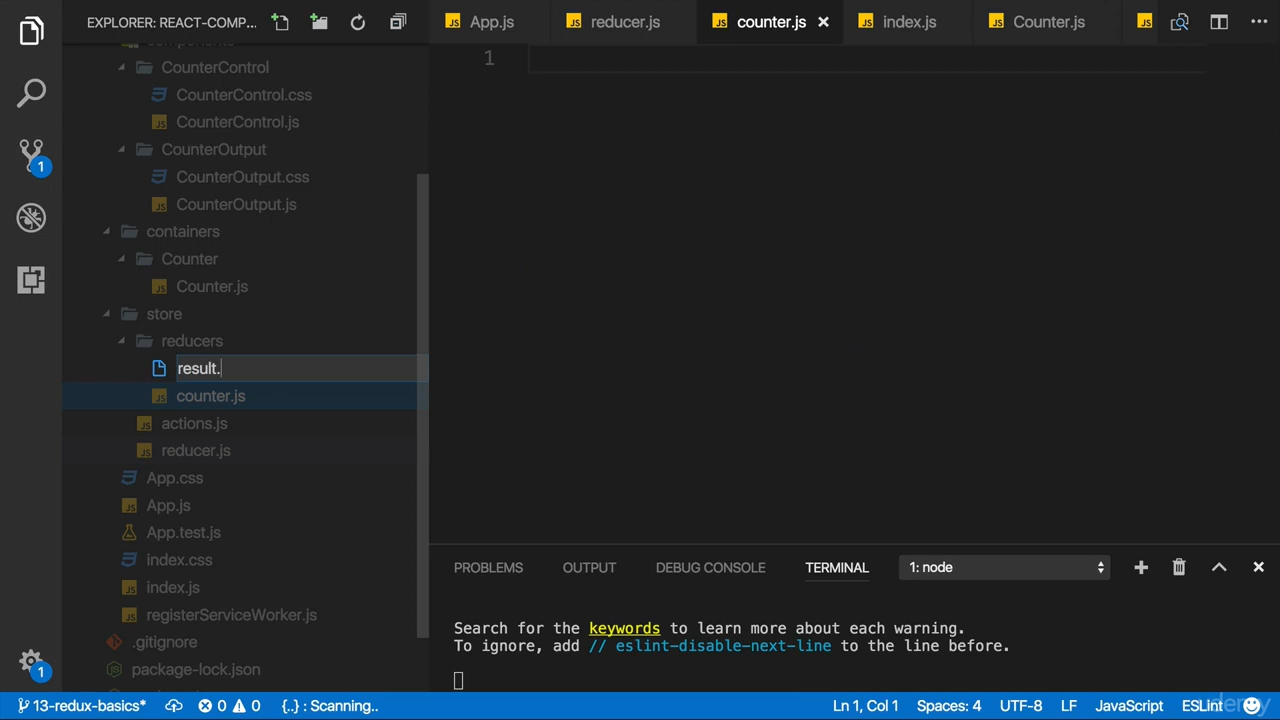 EXPLORER: REACT-COMP...
App.js
reducer.js
counter.js
index.js
Counter.js
1
components
CounterControl
CounterControl.css
CounterControl.js
CounterOutput
CounterOutput.css
CounterOutput.js
containers
Counter
Counter.js
store
reducers
result.
counter.js
actions.js
reducer.js
App.css
App.js
App.test.js
index.css
index.js
registerServiceWorker.js
.gitignore
package-lock.json
1
1
PROBLEMS
OUTPUT
DEBUG CONSOLE
TERMINAL
1: node
Search for the keywords to learn more about each warning.
To ignore, add // eslint-disable-next-line to the line before.
13-redux-basics*
0
0
{..} : Scanning..
Ln 1, Col 1
Spaces: 4
UTF-8
LF
JavaScript
ESLint
udemy